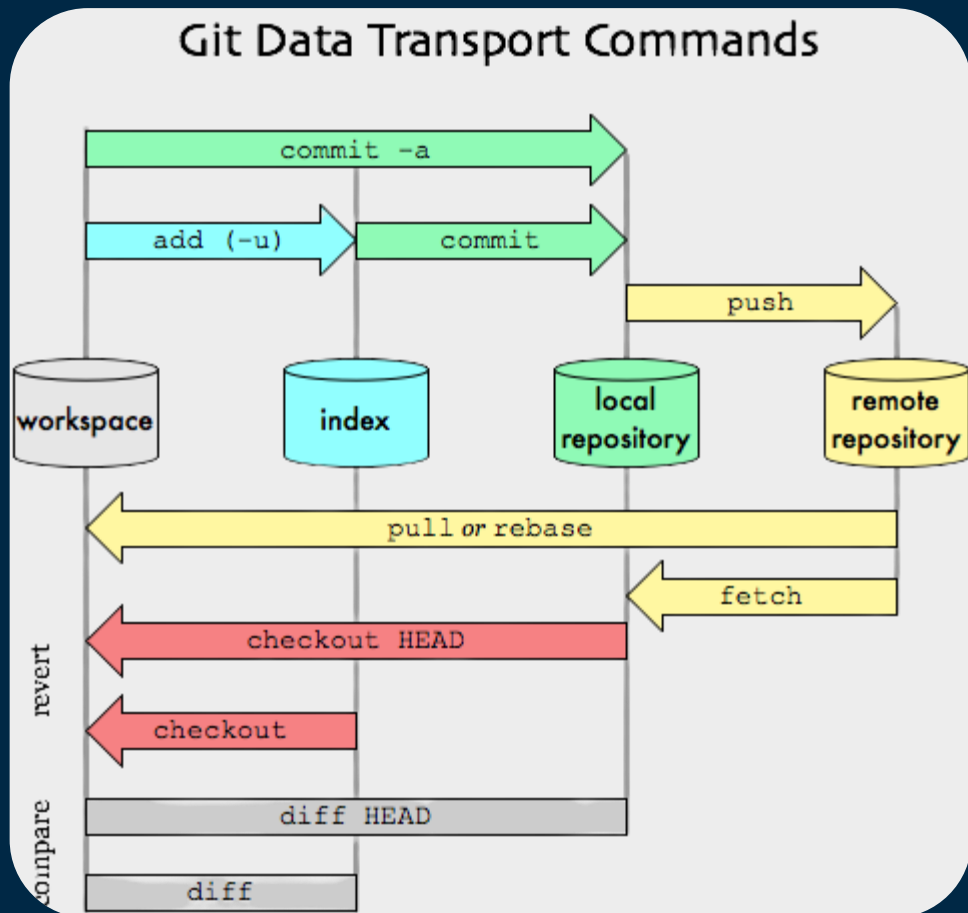 Git Data Transport Commands
commit -a
add (-u)
commit
push
workspace
index
local
repository
remote
repository
pull or rebase
fetch
revert
checkout HEAD
checkout
compare
diff HEAD
diff